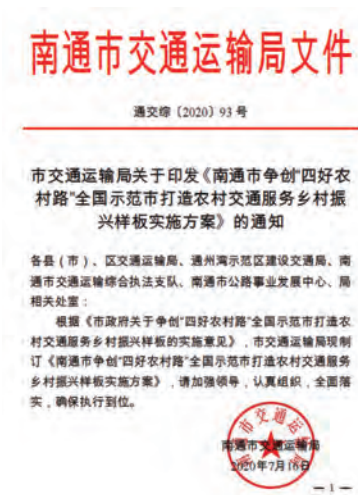 南通市交通运输局文件
通交综〔2020〕93号
市交通运输局关于印发《南通市争创“四好农
村路”全国示范市打造农村交通服务乡村振
兴样板实施方案》的通知
各县（市）、区交通运输局、通州湾示范区建设交通局、南
通市交通运输综合执法支队、南通市公路事业发展中心、局
相关处室：
根据《市政府关于争创“四好农村路”全国示范市打造农
村交通服务乡村振兴样板的实施意见》，市交通运输局现制
订《南通市争创“四好农村路”全国示范市打造农村交通服务
乡村振兴样板实施方案》，请加强领导，认真组织，全面落
实，确保执行到位。
南通市交通运输局
2020年7月16日
— 1 —